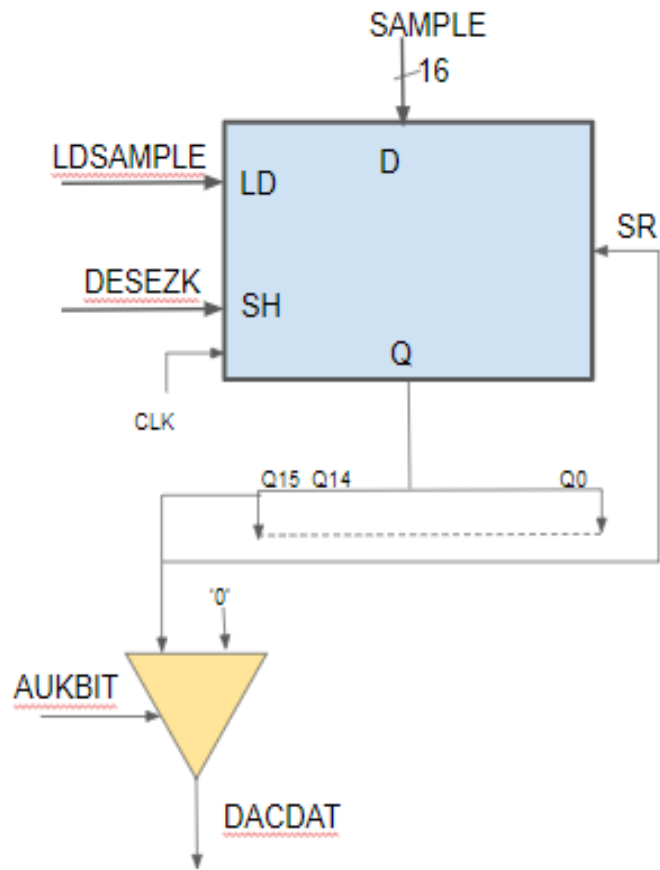 SAMPLE
16
LDSAMPLE
D
LD
SR
DESEZK
SH
Q
CLK
Q15 Q14 Q0
'0'
AUKBIT
DACDAT